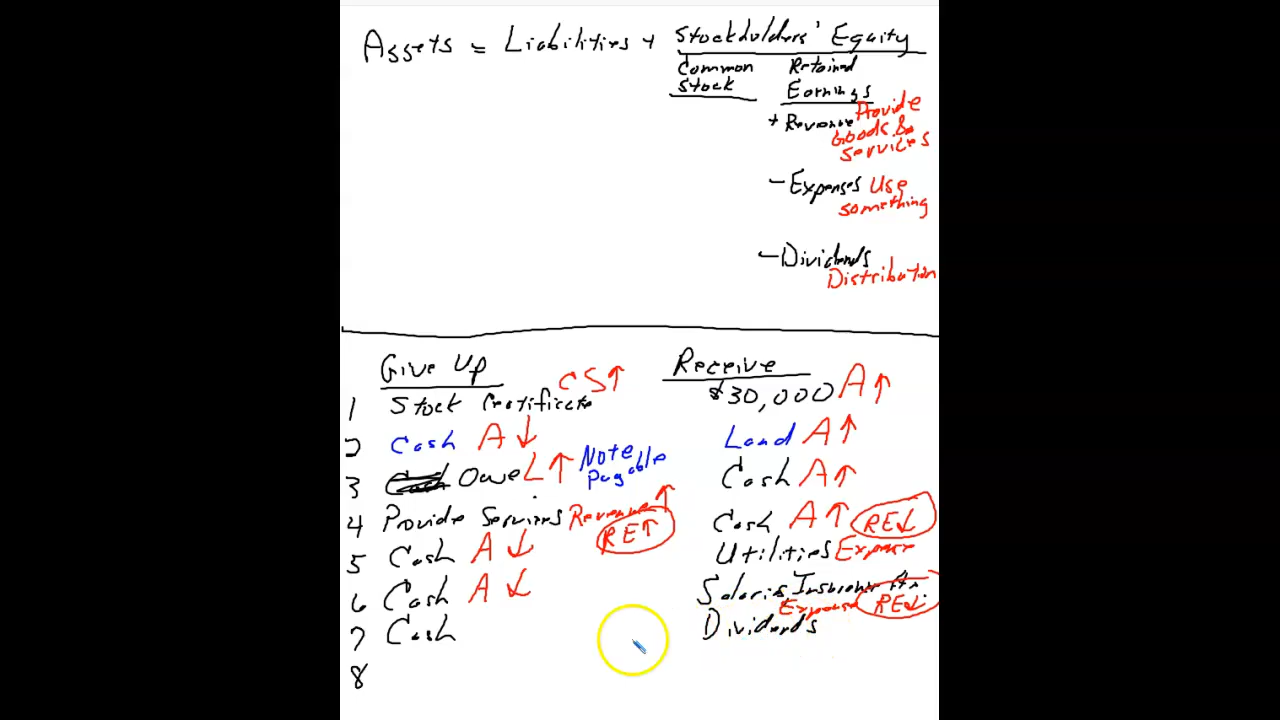 Assets = Liabilities + Stockholders' Equity
Common Stock
Retained Earnings
+ Revenue Provide Goods & Services
- Expenses Use something
- Dividends Distribution
Give Up Receive
1 Stock Certificate CS↑ $30,000 A↑
2 Cash A↓ Land A↑
3 Owe L↑ Note Payable Cash A↑
4 Provide Services Revenue↑ RE↑ Cash A↑
5 Cash A↓ Utilities Expense RE↓
6 Cash A↓ Salaries Insurance Expense RE↓
7 Cash Dividends
8